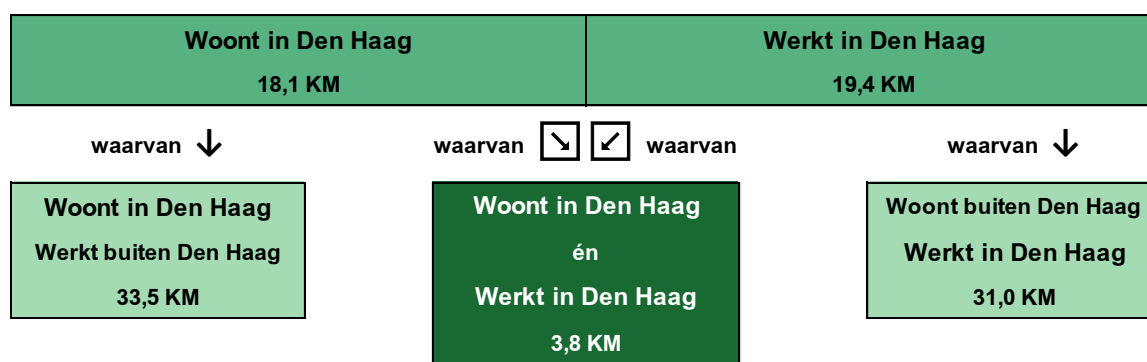 Woont in Den Haag
18,1 KM
Werkt in Den Haag
19,4 KM
waarvan ↓
waarvan ↘ ↙ waarvan
waarvan ↓
Woont in Den Haag
Werkt buiten Den Haag
33,5 KM
Woont in Den Haag
én
Werkt in Den Haag
3,8 KM
Woont buiten Den Haag
Werkt in Den Haag
31,0 KM